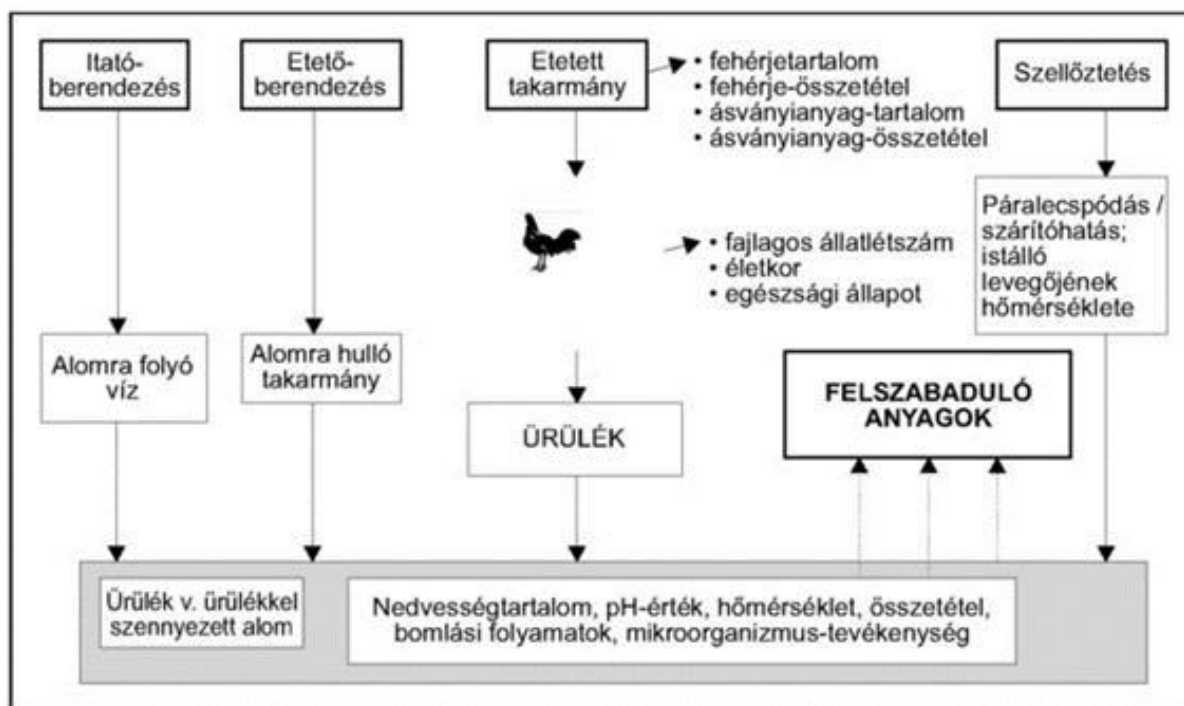 Itató-
berendezés
Etető-
berendezés
Etetett
takarmány
• fehérjetartalom
• fehérje-összetétel
• ásványianyag-tartalom
• ásványianyag-összetétel
Szellőztetés
Páralecspódás /
szárítóhatás;
istálló
levegőjének
hőmérséklete
• fajlagos állatlétszám
• életkor
• egészsági állapot
Alomra folyó
víz
Alomra hulló
takarmány
ÜRÜLÉK
FELSZABADULÓ
ANYAGOK
Ürülék v. ürülékkel
szennyezett alom
Nedvességtartalom, pH-érték, hőmérséklet, összetétel,
bomlási folyamatok, mikroorganizmus-tevékenység